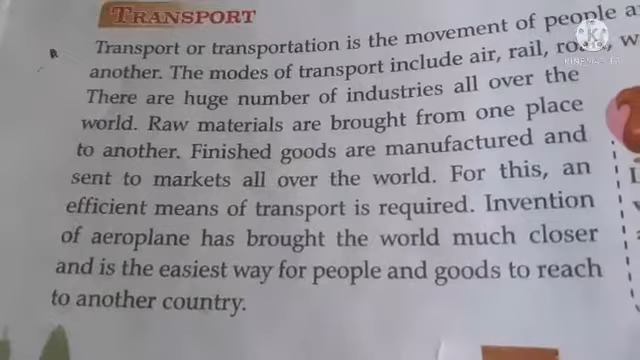 TRANSPORT
Transport or transportation is the movement of people
another. The modes of transport include air, rail,
There are huge number of industries all over the
world. Raw materials are brought from one place
to another. Finished goods are manufactured and
sent to markets all over the world. For this, an
efficient means of transport is required. Invention
of aeroplane has brought the world much closer
and is the easiest way for people and goods to reach
to another country.